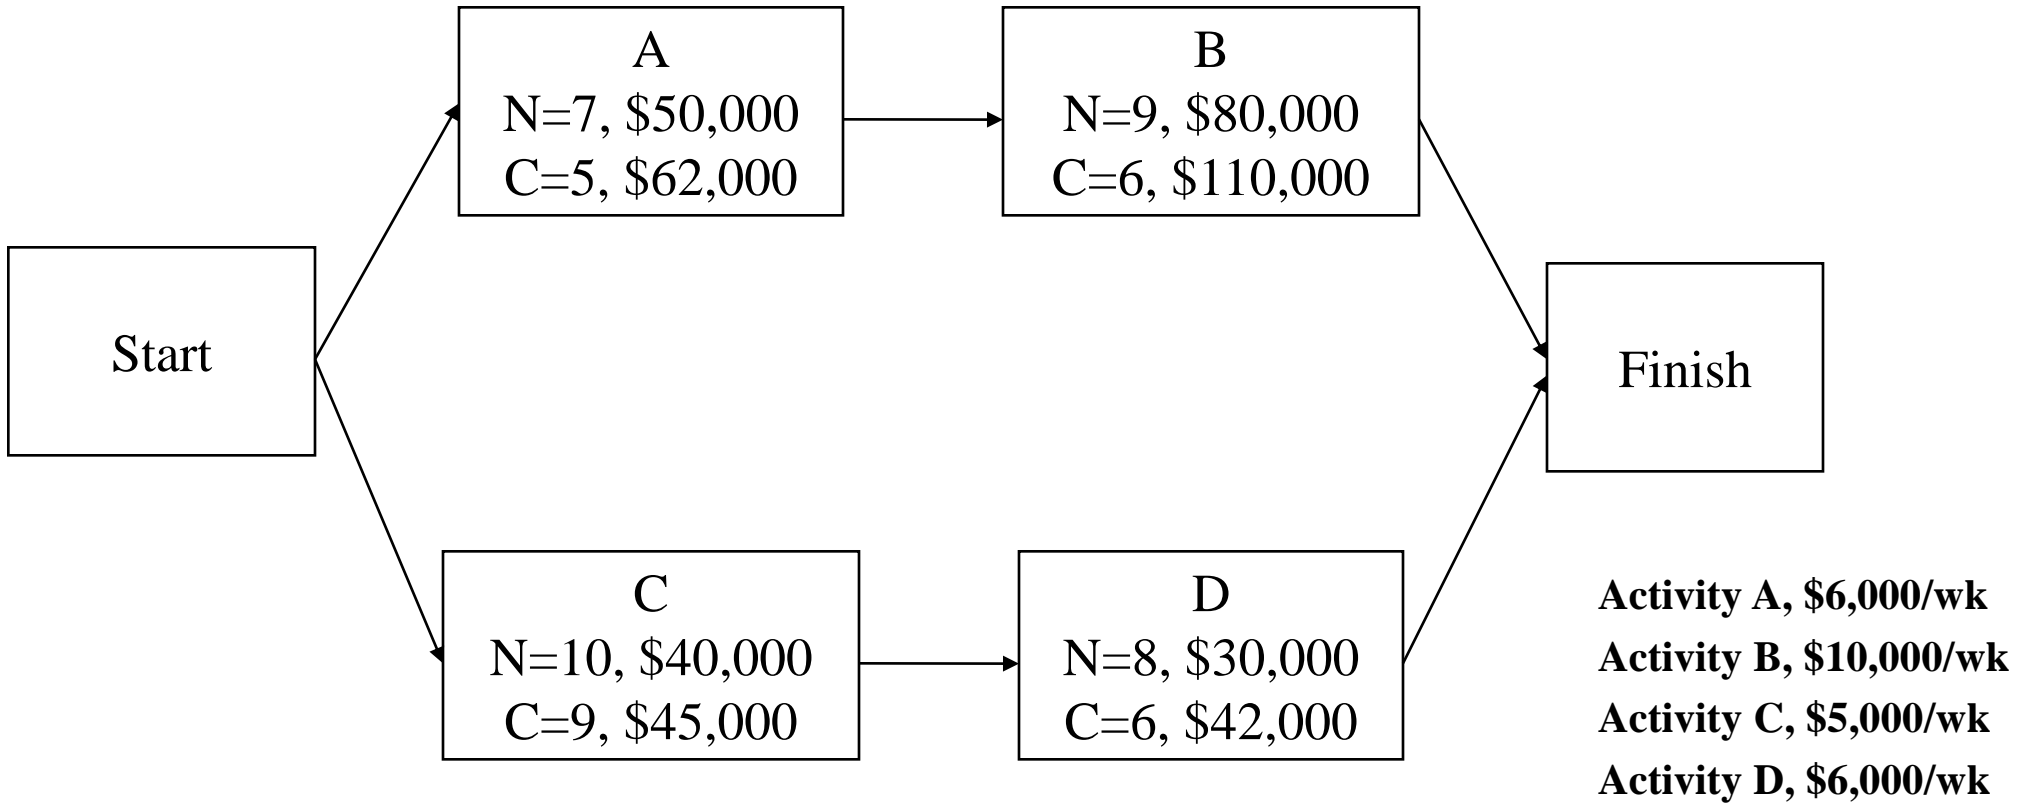 A
N=7, $50,000
C=5, $62,000
B
N=9, $80,000
C=6, $110,000
Start
Finish
C
N=10, $40,000
C=9, $45,000
D
N=8, $30,000
C=6, $42,000
Activity A, $6,000/wk
Activity B, $10,000/wk
Activity C, $5,000/wk
Activity D, $6,000/wk